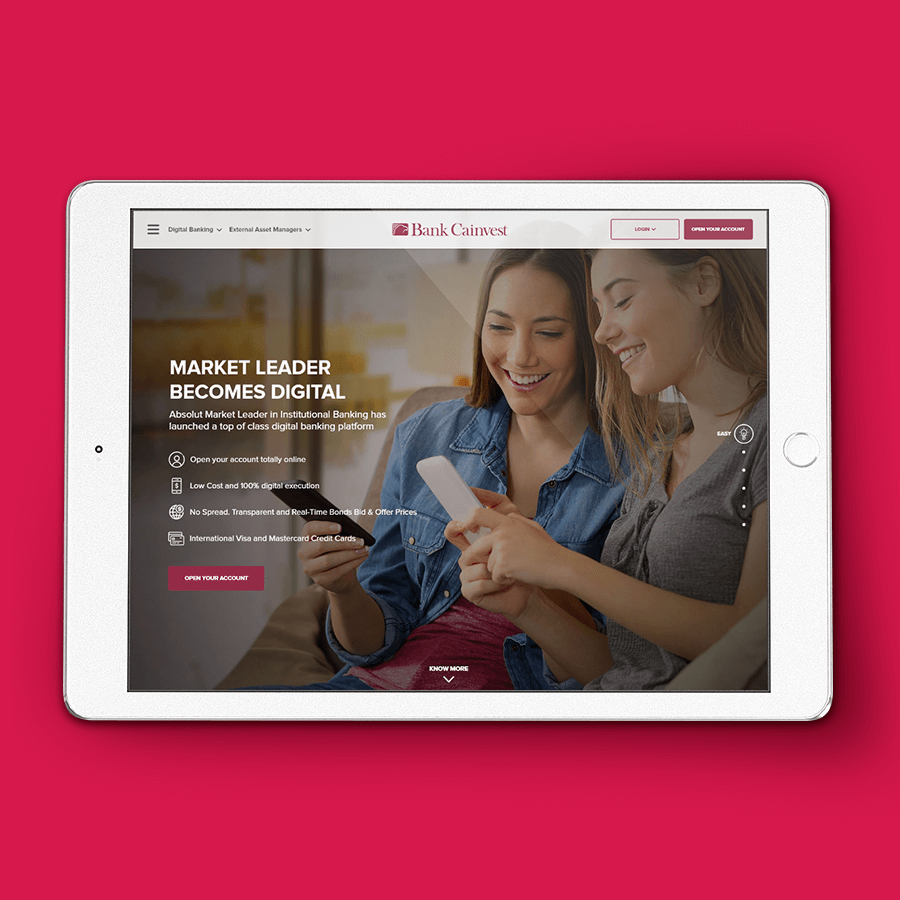 Digital Banking
External Asset Managers
Bank Cainvest
LOGIN
OPEN YOUR ACCOUNT
MARKET LEADER
BECOMES DIGITAL
Absolut Market Leader in Institutional Banking has
launched a top of class digital banking platform
EASY
Open your account totally online
Low Cost and 100% digital execution
No Spread. Transparent and Real-Time Bonds Bid & Offer Prices
International Visa and Mastercard Credit Cards
OPEN YOUR ACCOUNT
KNOW MORE